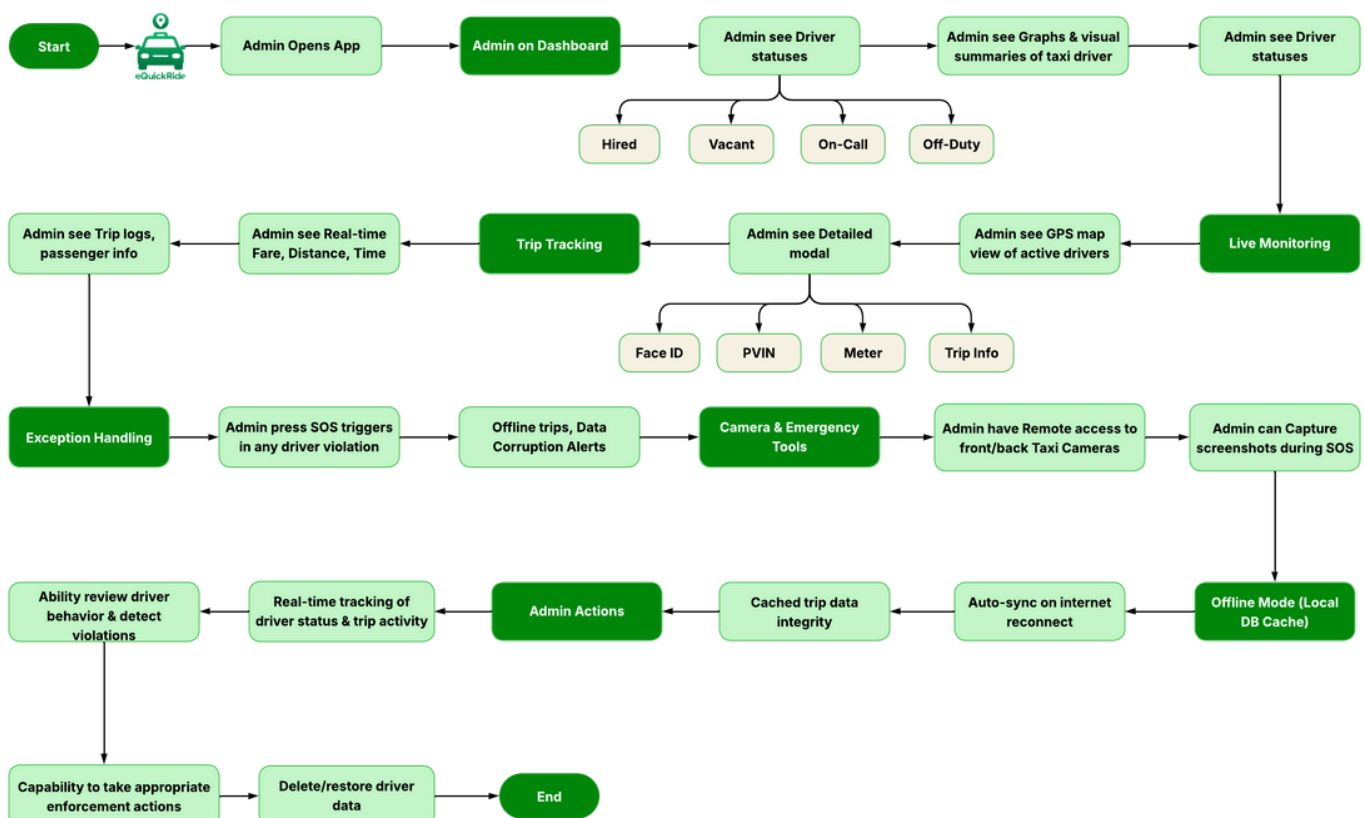 Start
eQuickRide
Admin Opens App
Admin on Dashboard
Admin see Driver
statuses
Admin see Graphs & visual
summaries of taxi driver
Admin see Driver
statuses
Hired
Vacant
On-Call
Off-Duty
Admin see Trip logs,
passenger info
Admin see Real-time
Fare, Distance, Time
Trip Tracking
Admin see Detailed
modal
Admin see GPS map
view of active drivers
Live Monitoring
Face ID
PVIN
Meter
Trip Info
Exception Handling
Admin press SOS triggers
in any driver violation
Offline trips, Data
Corruption Alerts
Camera & Emergency
Tools
Admin have Remote access to
front/back Taxi Cameras
Admin can Capture
screenshots during SOS
Ability review driver
behavior & detect
violations
Real-time tracking of
driver status & trip activity
Admin Actions
Cached trip data
integrity
Auto-sync on internet
reconnect
Offline Mode (Local
DB Cache)
Capability to take appropriate
enforcement actions
Delete/restore driver
data
End